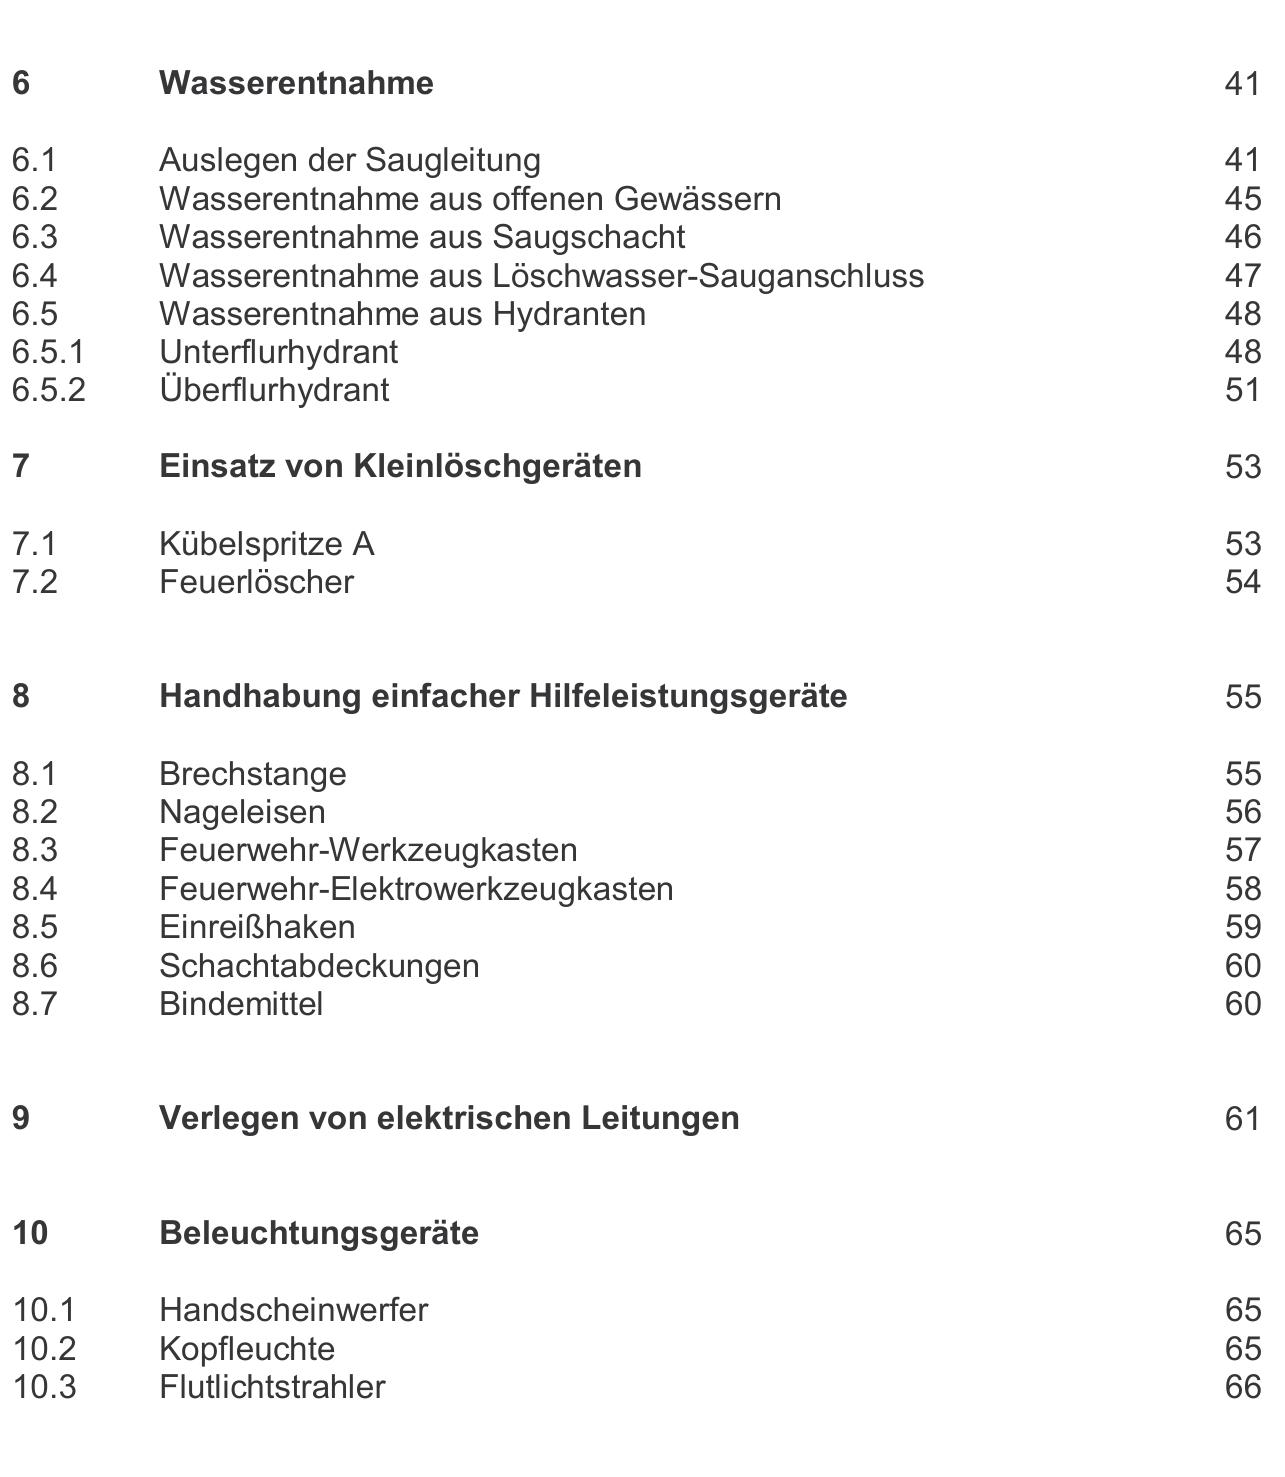 6 Wasserentnahme 41
6.1 Auslegen der Saugleitung 41
6.2 Wasserentnahme aus offenen Gewässern 45
6.3 Wasserentnahme aus Saugschacht 46
6.4 Wasserentnahme aus Löschwasser-Sauganschluss 47
6.5 Wasserentnahme aus Hydranten 48
6.5.1 Unterflurhydrant 48
6.5.2 Überflurhydrant 51
7 Einsatz von Kleinlöschgeräten 53
7.1 Kübelspritze A 53
7.2 Feuerlöscher 54
8 Handhabung einfacher Hilfeleistungsgeräte 55
8.1 Brechstange 55
8.2 Nageleisen 56
8.3 Feuerwehr-Werkzeugkasten 57
8.4 Feuerwehr-Elektrowerkzeugkasten 58
8.5 Einreißhaken 59
8.6 Schachtabdeckungen 60
8.7 Bindemittel 60
9 Verlegen von elektrischen Leitungen 61
10 Beleuchtungsgeräte 65
10.1 Handscheinwerfer 65
10.2 Kopfleuchte 65
10.3 Flutlichtstrahler 66